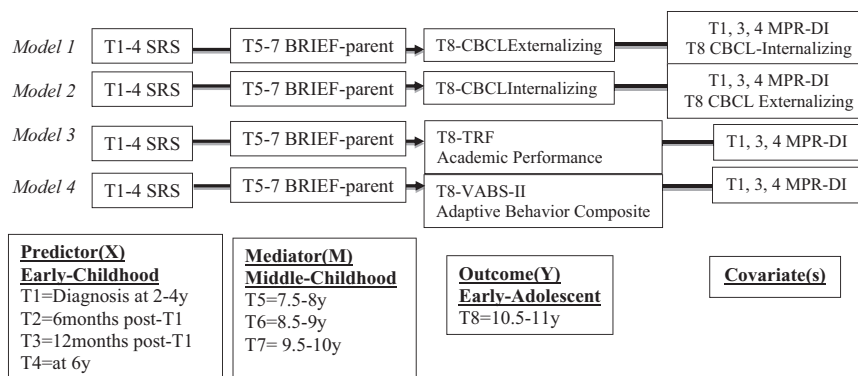 Model 1
T1-4 SRS
T5-7 BRIEF-parent
T8-CBCLExternalizing
T1, 3, 4 MPR-DI
T8 CBCL-Internalizing
Model 2
T1-4 SRS
T5-7 BRIEF-parent
T8-CBCLInternalizing
T1, 3, 4 MPR-DI
T8 CBCL Externalizing
Model 3
T1-4 SRS
T5-7 BRIEF-parent
T8-TRF
Academic Performance
T1, 3, 4 MPR-DI
Model 4
T1-4 SRS
T5-7 BRIEF-parent
T8-VABS-II
Adaptive Behavior Composite
T1, 3, 4 MPR-DI
Predictor(X)
Early-Childhood
T1=Diagnosis at 2-4y
T2=6months post-T1
T3=12months post-T1
T4=at 6y
Mediator(M)
Middle-Childhood
T5=7.5-8y
T6=8.5-9y
T7= 9.5-10y
Outcome(Y)
Early-Adolescent
T8=10.5-11y
Covariate(s)